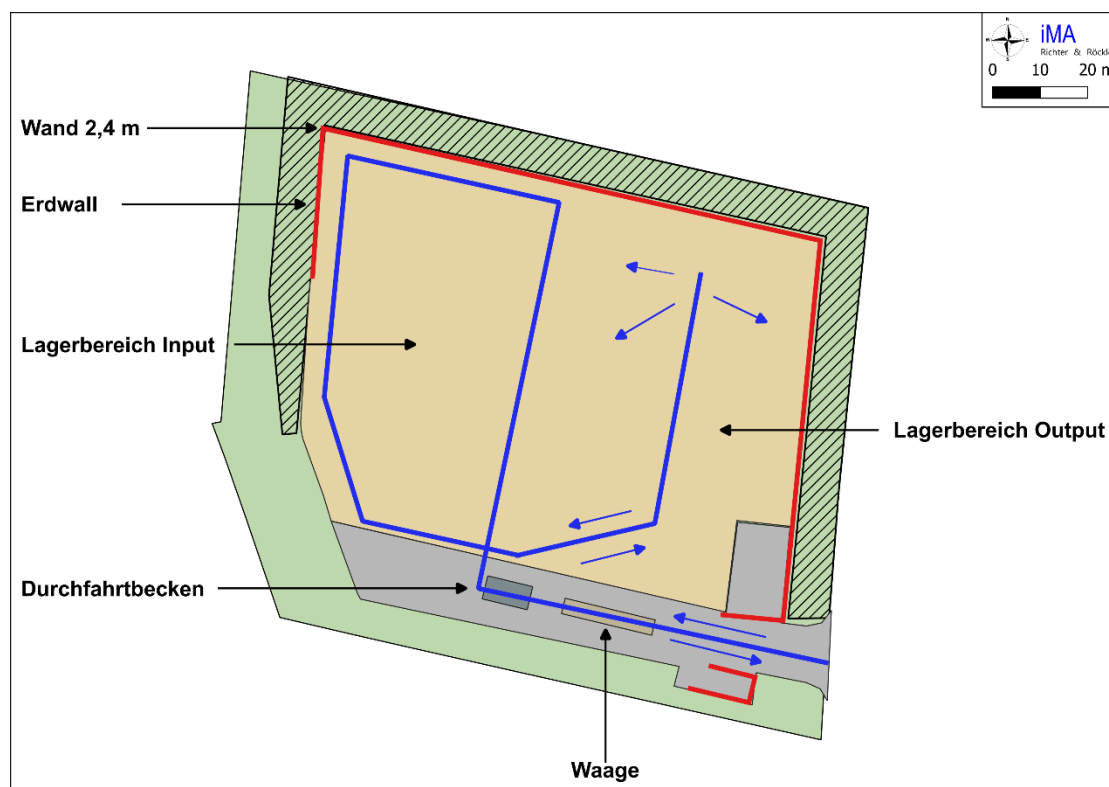 N
W E
S
iMA
Richter & Röckle
0 10 20 m
Wand 2,4 m
Erdwall
Lagerbereich Input
Lagerbereich Output
Durchfahrtbecken
Waage